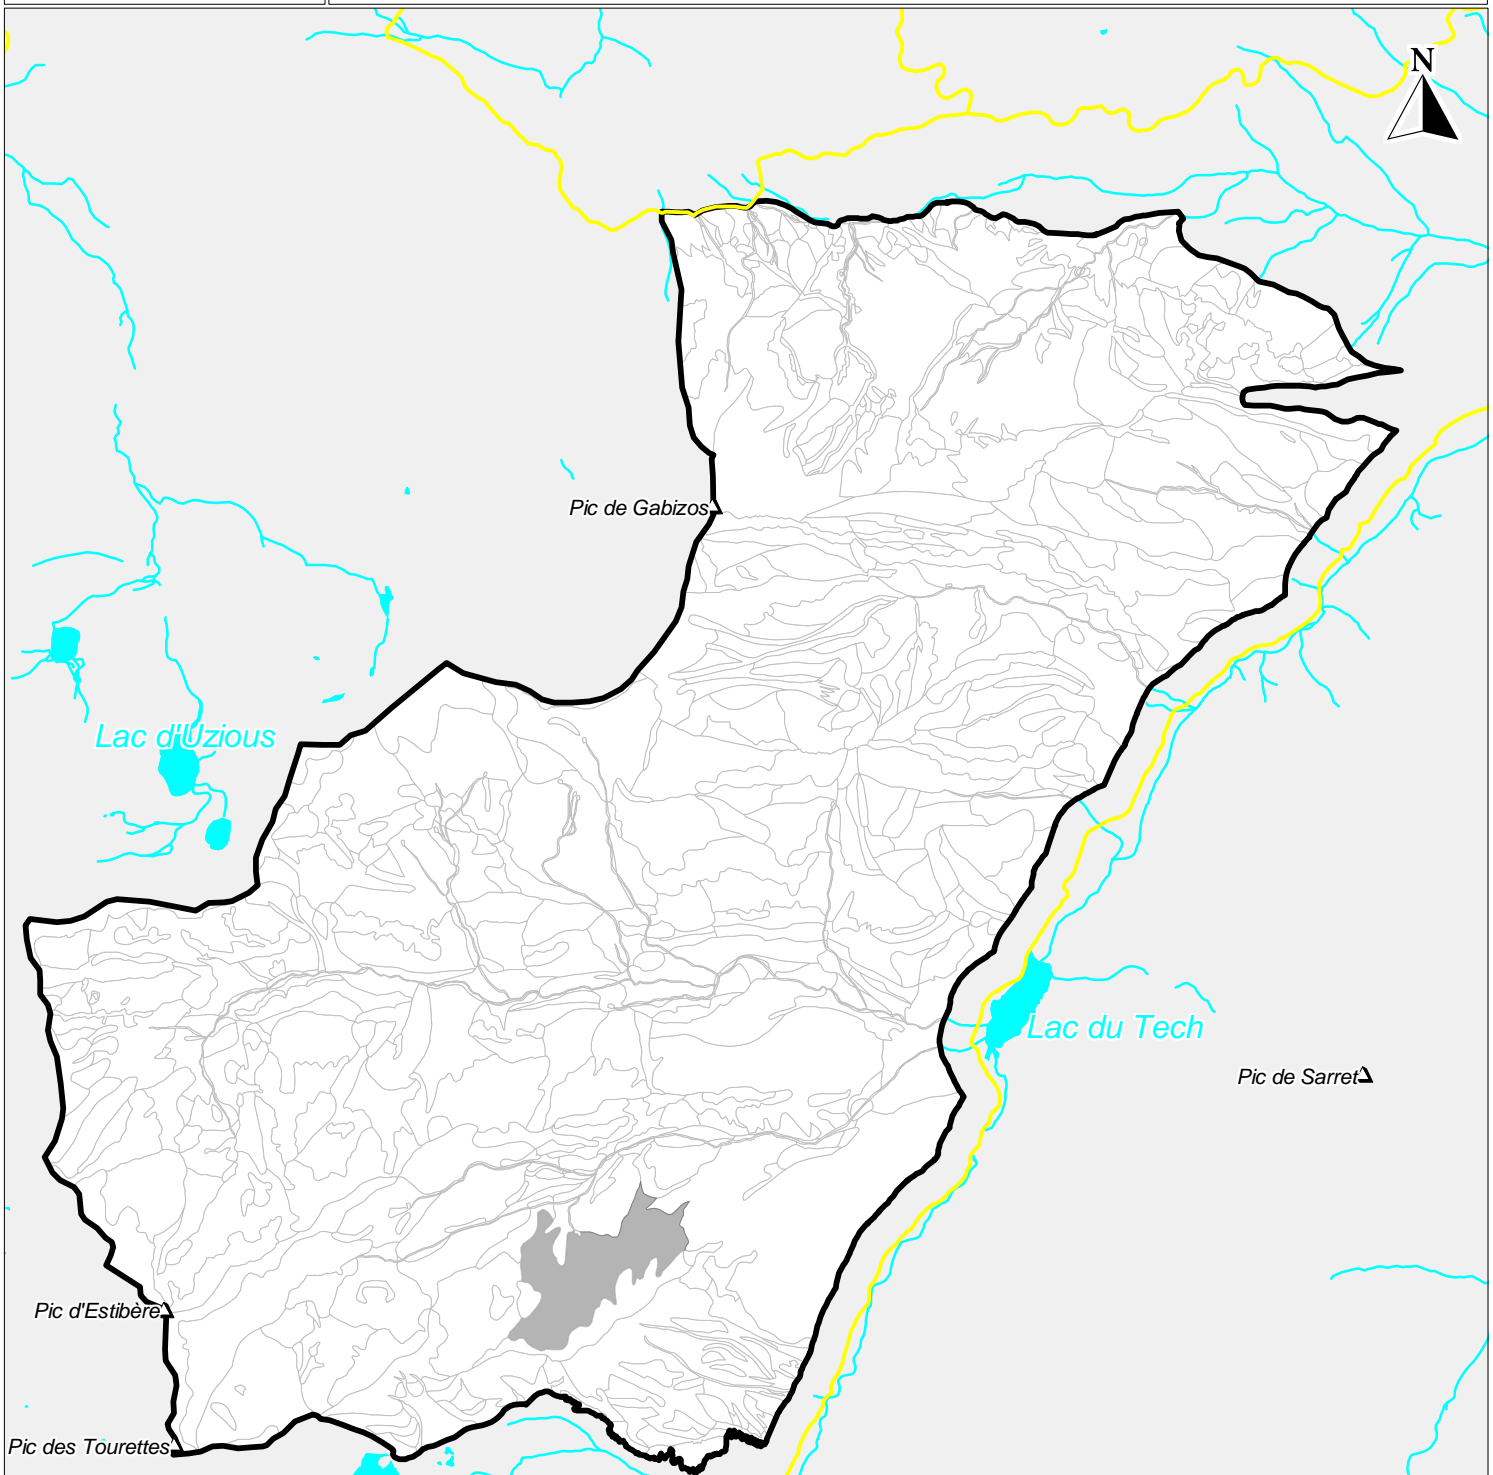 N
Pic de Gabizos
Lac d'Uzious
Lac du Tech
Pic de Sarret
Pic d'Estibère
Pic des Tourettes